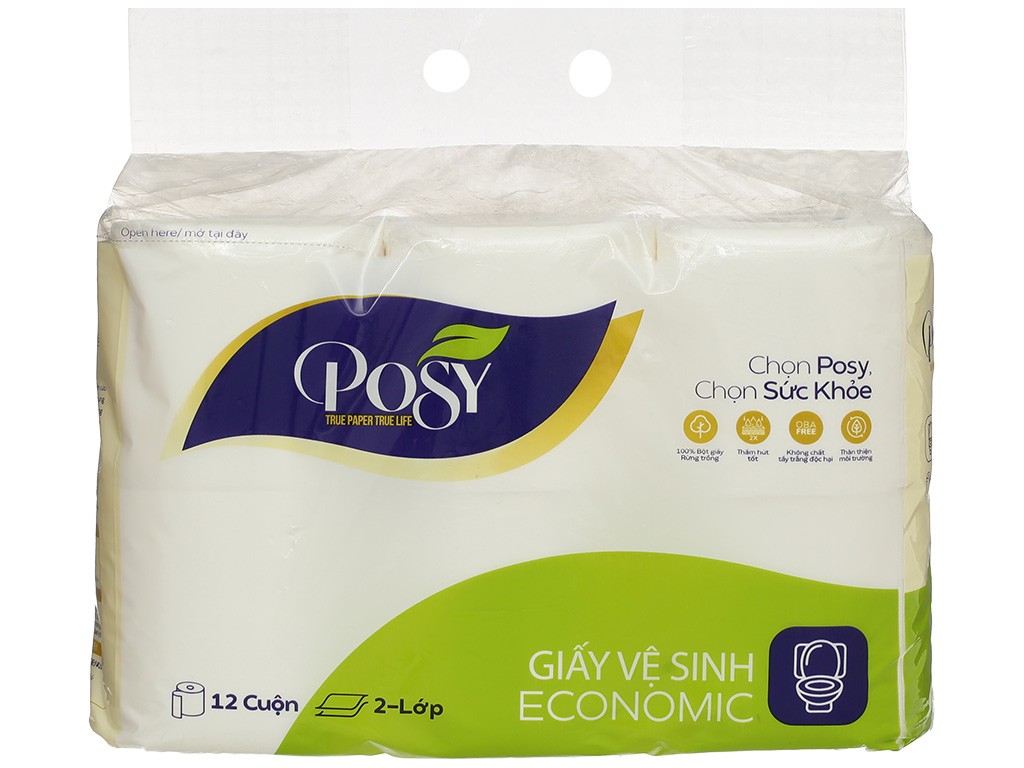 Open here/ mở tại đây
POSY
TRUE PAPER TRUE LIFE
Chọn Posy,
Chọn Sức Khỏe
2X
OBA
FREE
100% Bột giấy
Rừng trồng
Thấm hút
tốt
Không chất
tẩy trắng độc hại
Thân thiện
môi trường
GIẤY VỆ SINH
ECONOMIC
12 Cuộn
2-Lớp